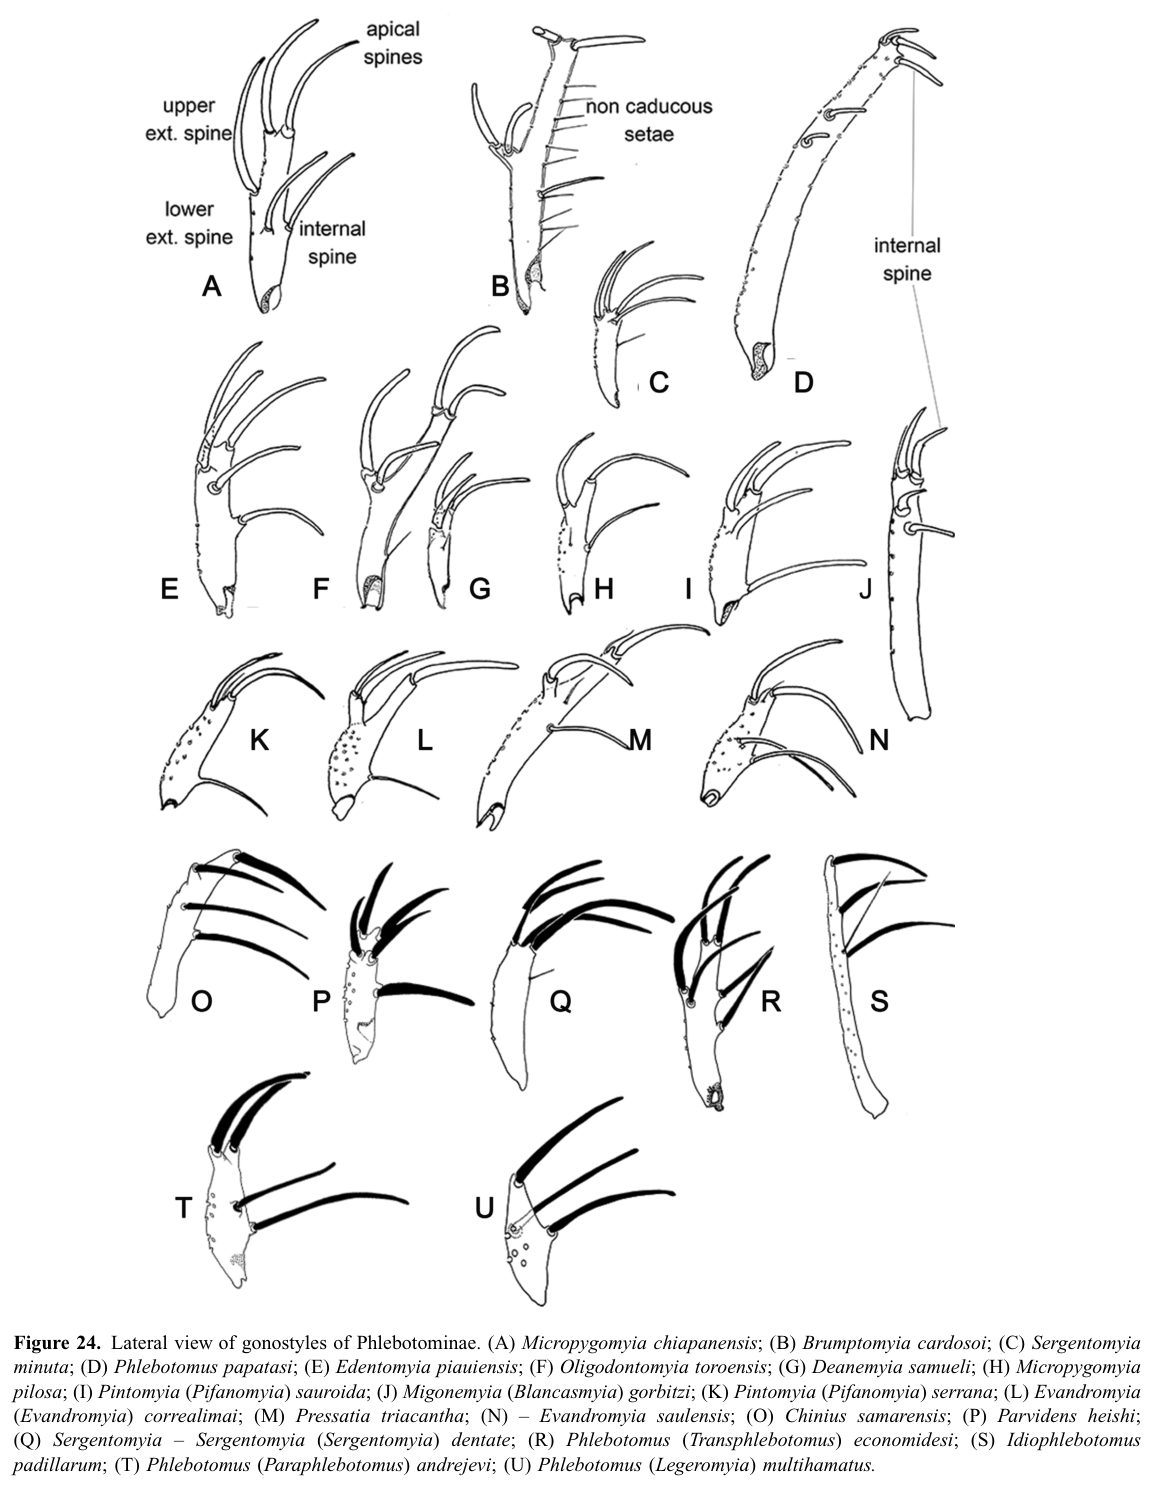 apical
spines
upper
ext. spine
non caducous
setae
lower
ext. spine
internal
spine
internal
spine
A
B
C
D
E
F
G
H
I
J
K
L
M
N
O
P
Q
R
S
T
U
Figure 24. Lateral view of gonostyles of Phlebotominae. (A) Micropygomyia chiapanensis; (B) Brumptomyia cardosoi; (C) Sergentomyia
minuta; (D) Phlebotomus papatasi; (E) Edentomyia piauiensis; (F) Oligodontomyia toroensis; (G) Deanemyia samueli; (H) Micropygomyia
pilosa; (I) Pintomyia (Pifanomyia) sauroida; (J) Migonemyia (Blancasmyia) gorbitzi; (K) Pintomyia (Pifanomyia) serrana; (L) Evandromyia
(Evandromyia) correalimai; (M) Pressatia triacantha; (N) – Evandromyia saulensis; (O) Chinius samarensis; (P) Parvidens heishi;
(Q) Sergentomyia – Sergentomyia (Sergentomyia) dentate; (R) Phlebotomus (Transphlebotomus) economidesi; (S) Idiophlebotomus
padillarum; (T) Phlebotomus (Paraphlebotomus) andrejevi; (U) Phlebotomus (Legeromyia) multihamatus.